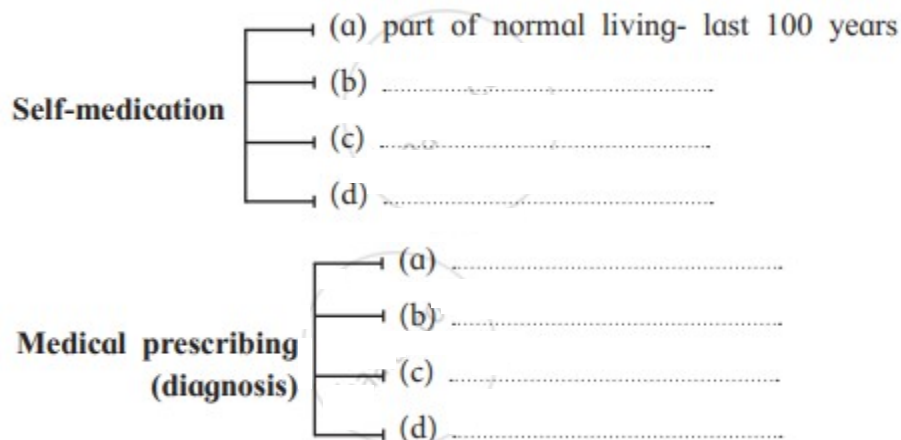 (a) part of normal living- last 100 years
(b) ........................
Self-medication
(c) ........................
(d) ........................
(a) ........................
(b) ........................
Medical prescribing
(diagnosis)
(c) ........................
(d) ........................